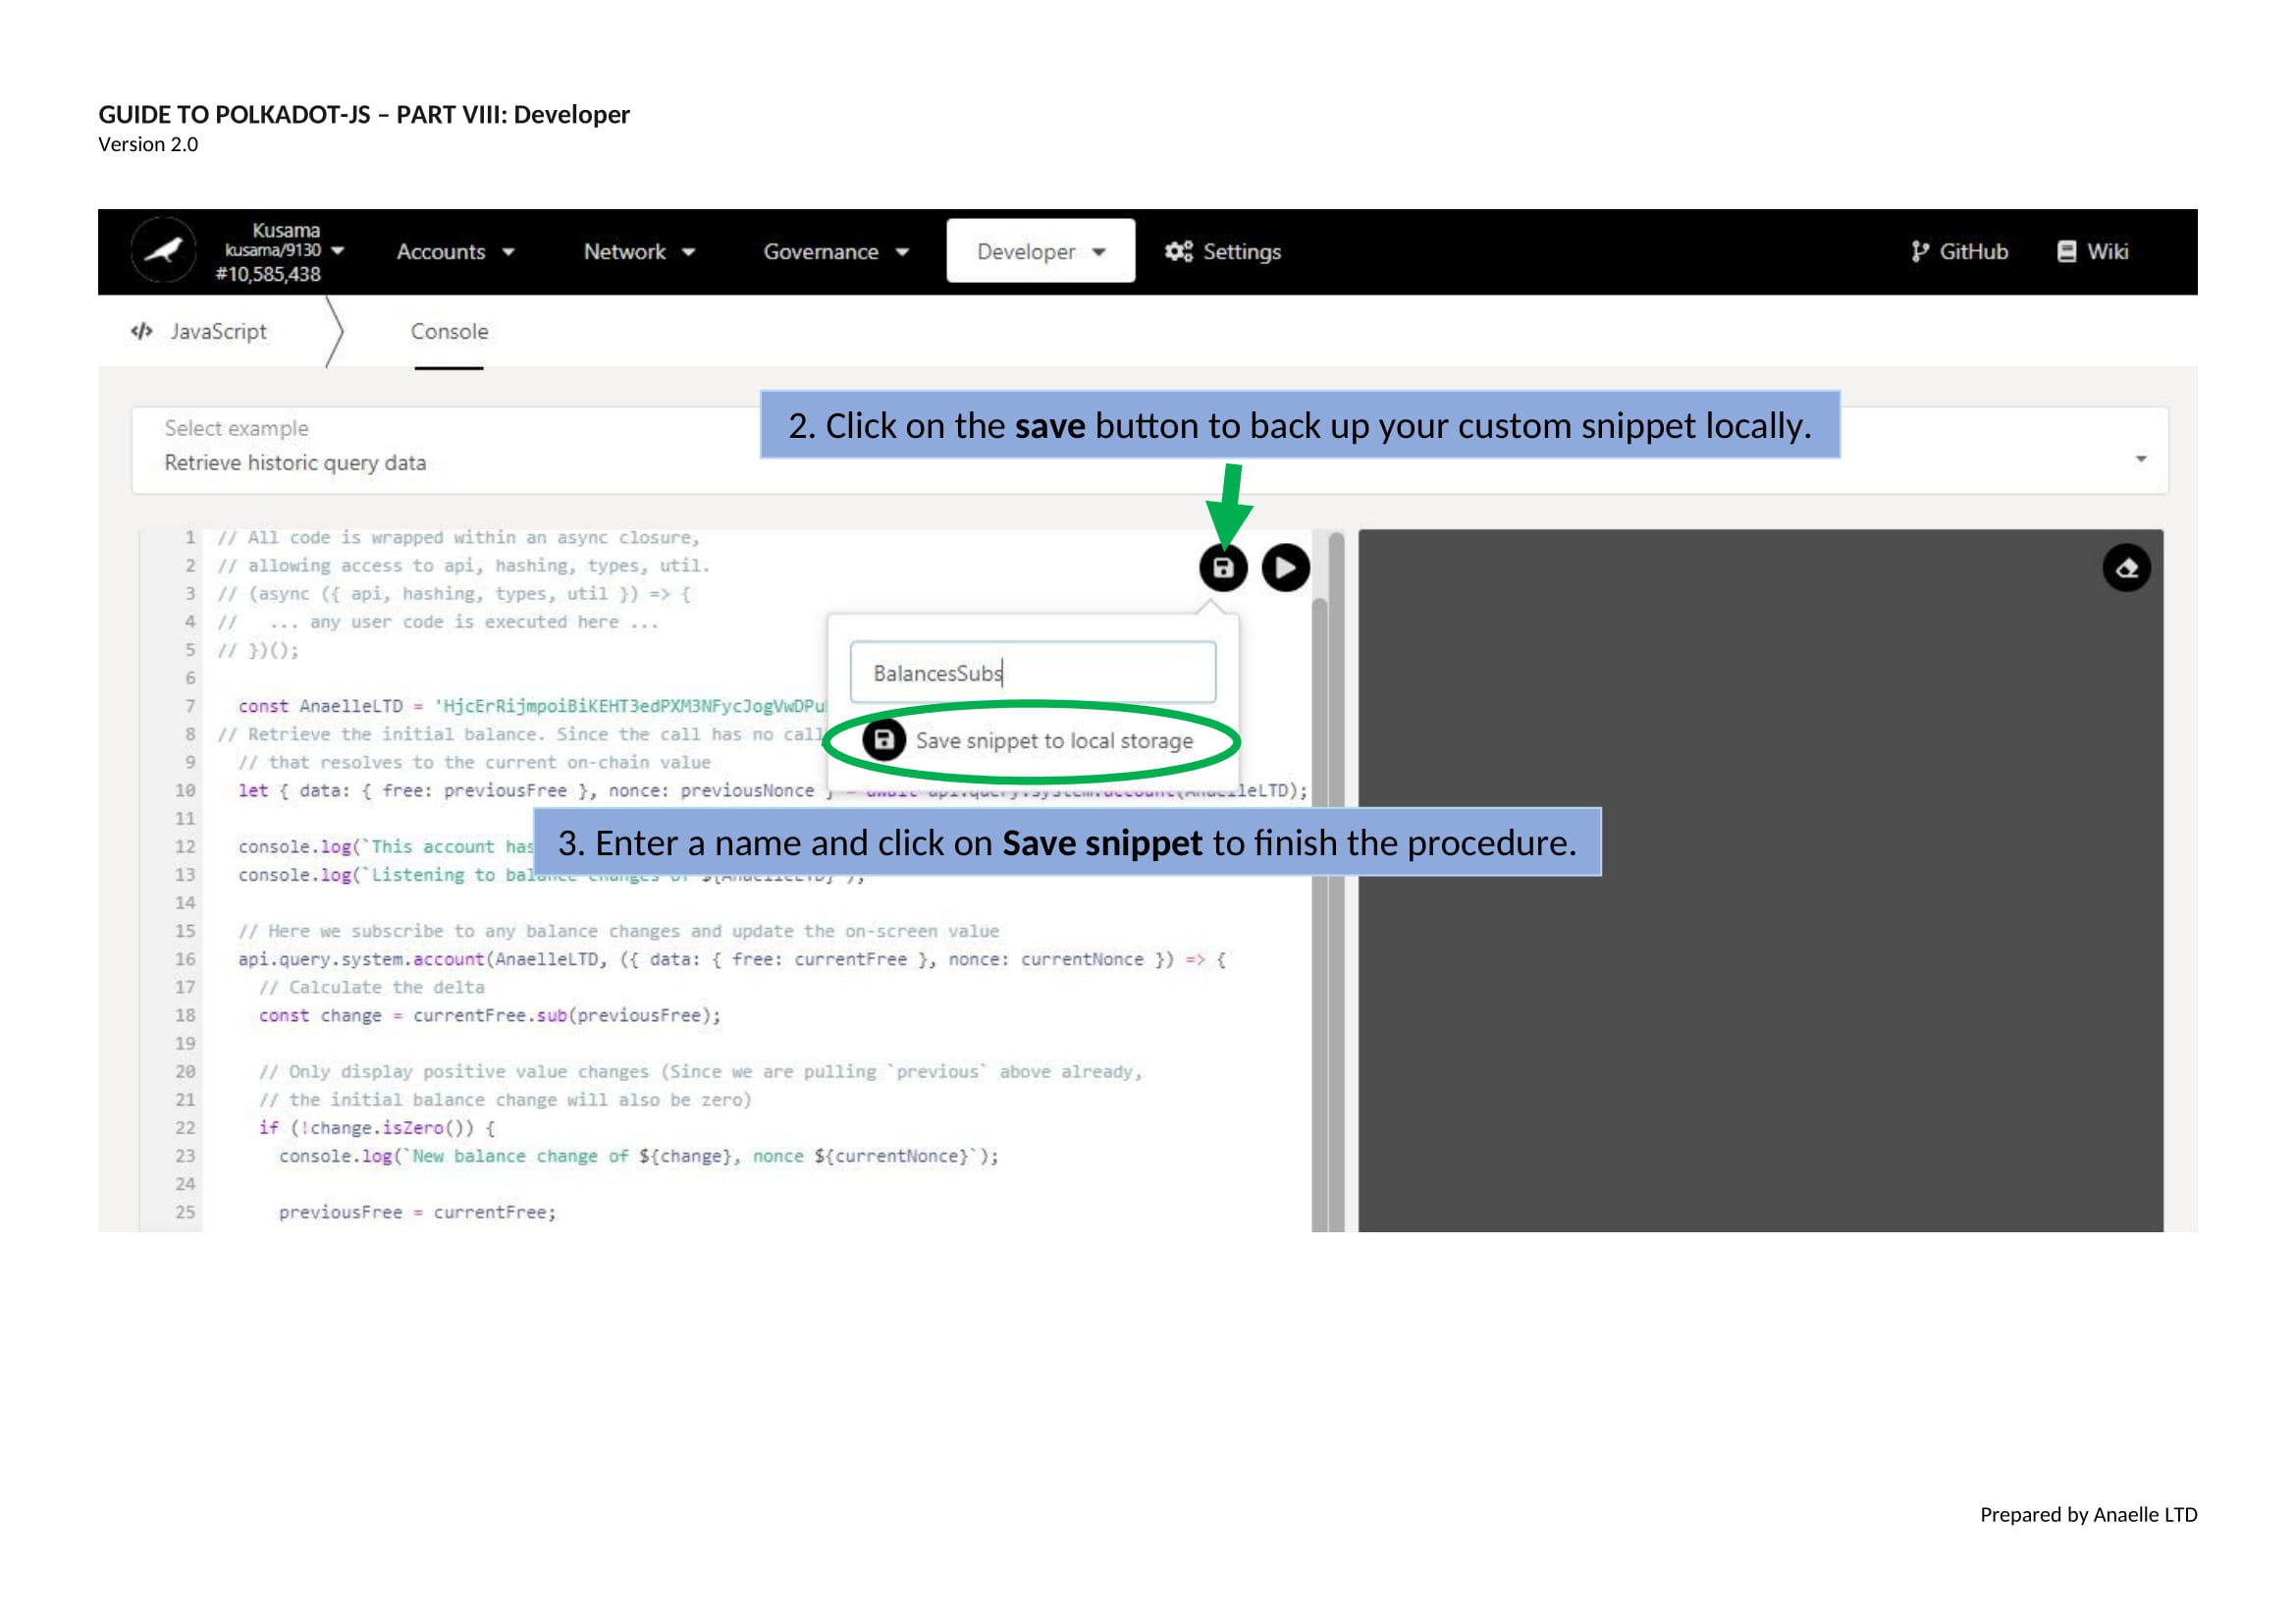 GUIDE TO POLKADOT-JS – PART VIII: Developer
Version 2.0
Kusama
kusama/9130
#10,585,438
Accounts
Network
Governance
Developer
Settings
GitHub
Wiki
JavaScript
Console
Select example
Retrieve historic query data
2. Click on the save button to back up your custom snippet locally.
1 // All code is wrapped within an async closure,
2 // allowing access to api, hashing, types, util.
3 // (async ({ api, hashing, types, util }) => {
4 //   ... any user code is executed here ...
5 // })();
6
7 const AnaelleLTD = 'HjcErRijmpoiBiKEHT3edPXM3NFycJogVwDPu
8 // Retrieve the initial balance. Since the call has no call
9 // that resolves to the current on-chain value
10 let { data: { free: previousFree }, nonce: previousNonce } = await api.query.system.account(AnaelleLTD);
11
12 console.log(`This account has
13 console.log(`Listening to balance changes of ${AnaelleLTD}`);
14
15 // Here we subscribe to any balance changes and update the on-screen value
16 api.query.system.account(AnaelleLTD, ({ data: { free: currentFree }, nonce: currentNonce }) => {
17 // Calculate the delta
18 const change = currentFree.sub(previousFree);
19
20 // Only display positive value changes (Since we are pulling `previous` above already,
21 // the initial balance change will also be zero)
22 if (!change.isZero()) {
23 console.log(`New balance change of ${change}, nonce ${currentNonce}`);
24
25 previousFree = currentFree;
BalancesSubs
Save snippet to local storage
3. Enter a name and click on Save snippet to finish the procedure.
Prepared by Anaelle LTD